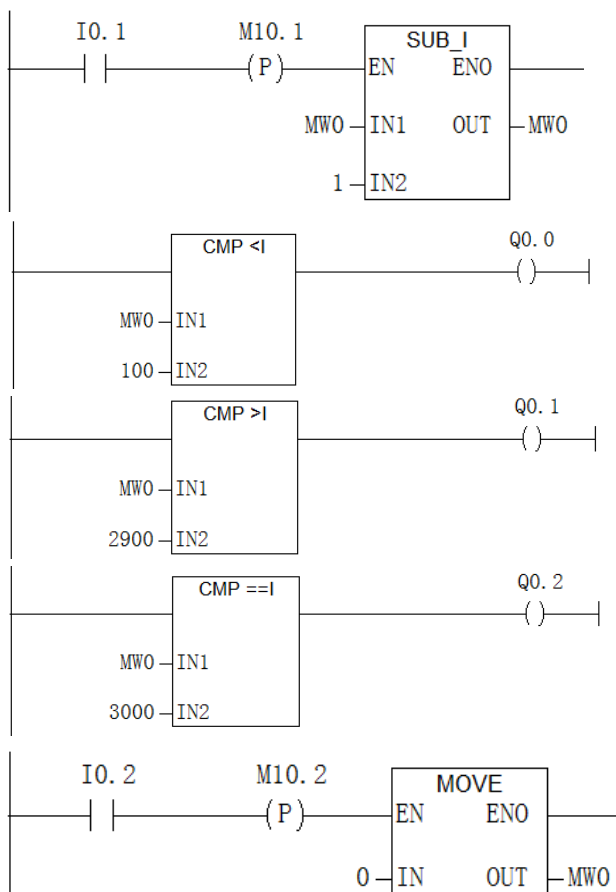 I0.1 M10.1 SUB_I
(P) EN ENO
MW0 IN1 OUT MW0
1 IN2
CMP <I Q0.0
MW0 IN1
100 IN2
CMP >I Q0.1
MW0 IN1
2900 IN2
CMP ==I Q0.2
MW0 IN1
3000 IN2
I0.2 M10.2 MOVE
(P) EN ENO
0 IN OUT MW0